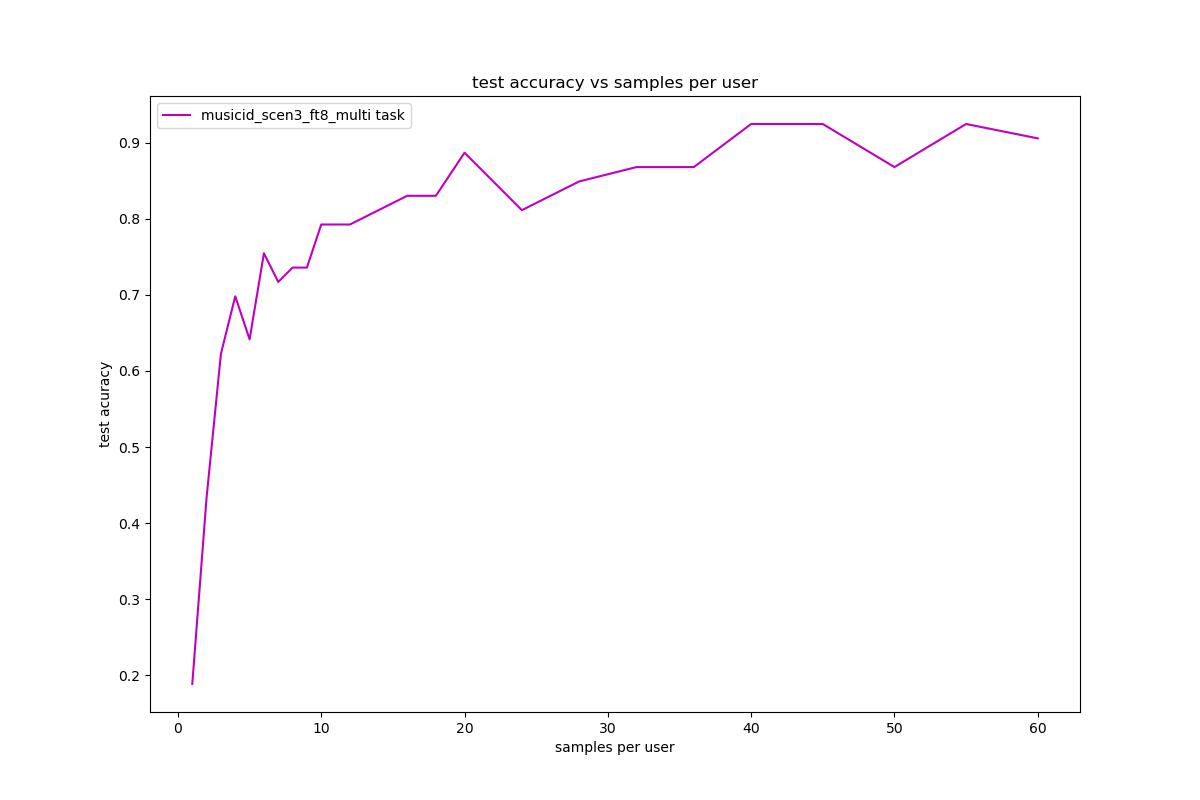 test accuracy vs samples per user
musicid_scen3_ft8_multi task
0.9
0.8
0.7
0.6
0.5
0.4
0.3
0.2
test acuracy
0 10 20 30 40 50 60
samples per user